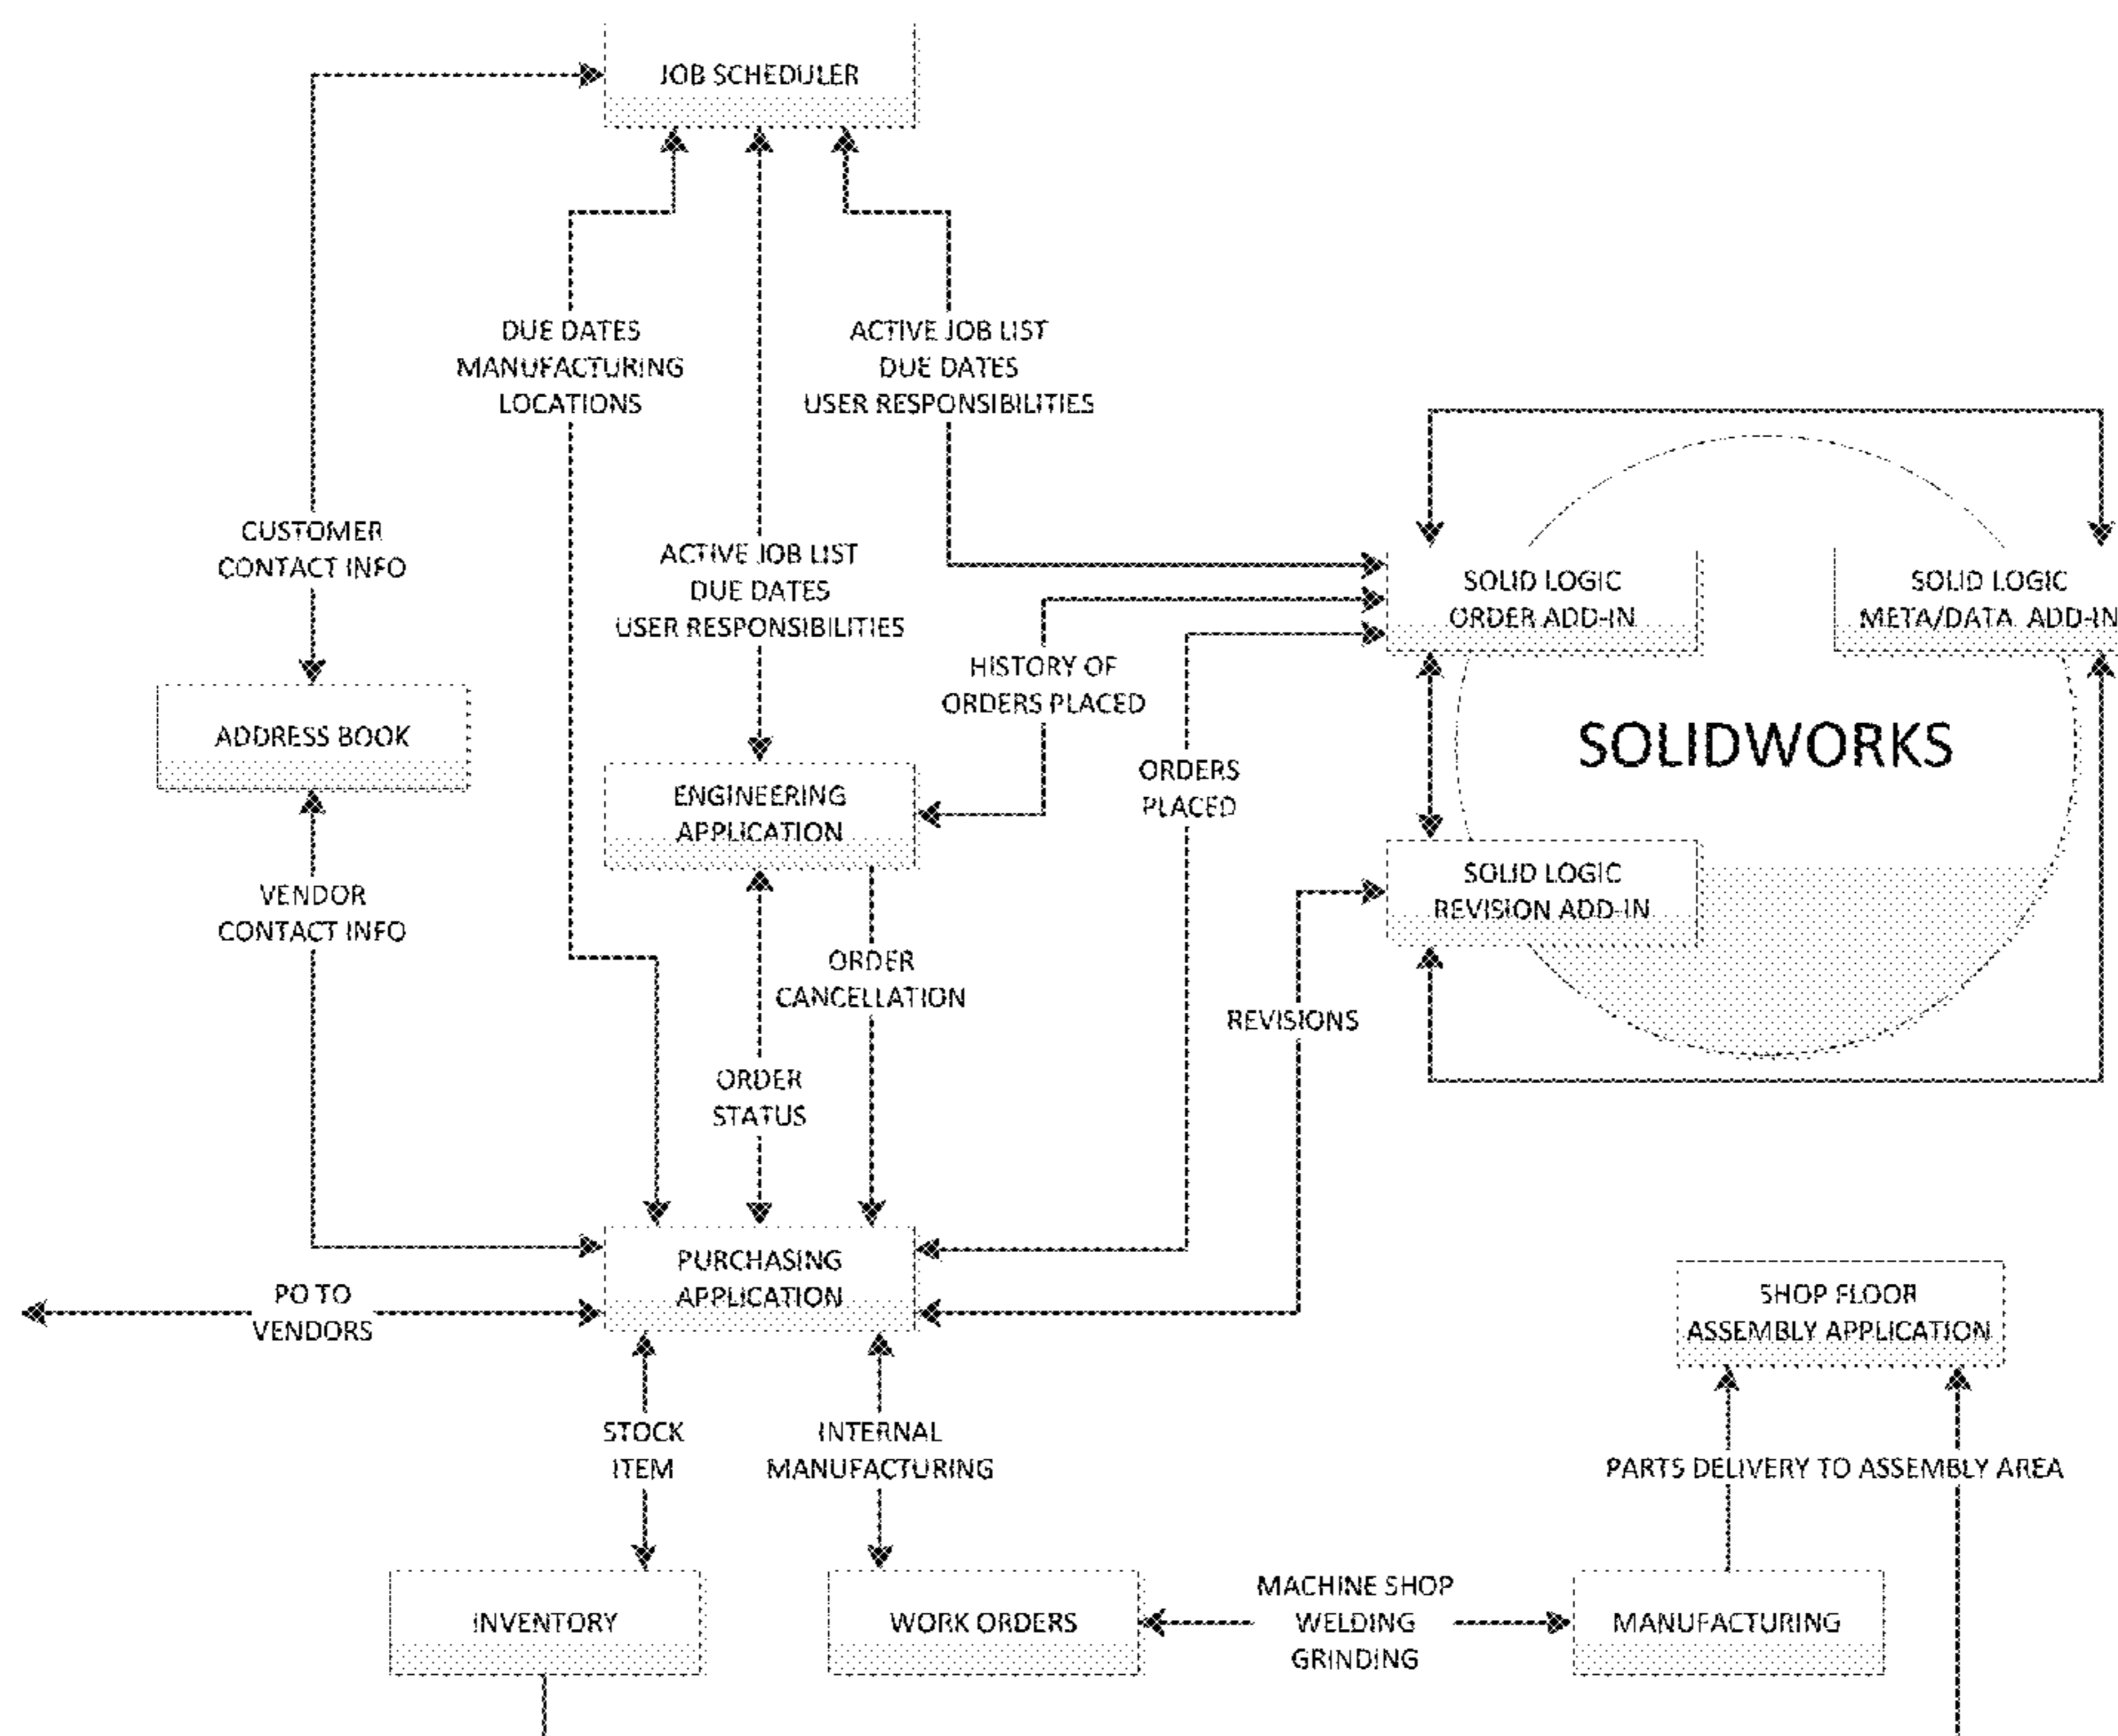 JOB SCHEDULER
DUE DATES
MANUFACTURING
LOCATIONS
ACTIVE JOB LIST
DUE DATES
USER RESPONSIBILITIES
CUSTOMER
CONTACT INFO
ACTIVE JOB LIST
DUE DATES
USER RESPONSIBILITIES
SOLID LOGIC
ORDER ADD-IN
SOLID LOGIC
META/DATA ADD-IN
HISTORY OF
ORDERS PLACED
ADDRESS BOOK
SOLIDWORKS
ENGINEERING
APPLICATION
ORDERS
PLACED
VENDOR
CONTACT INFO
SOLID LOGIC
REVISION ADD-IN
ORDER
CANCELLATION
REVISIONS
ORDER
STATUS
PURCHASING
APPLICATION
PO TO
VENDORS
SHOP FLOOR
ASSEMBLY APPLICATION
STOCK
ITEM
INTERNAL
MANUFACTURING
PARTS DELIVERY TO ASSEMBLY AREA
INVENTORY
WORK ORDERS
MACHINE SHOP
WELDING
GRINDING
MANUFACTURING